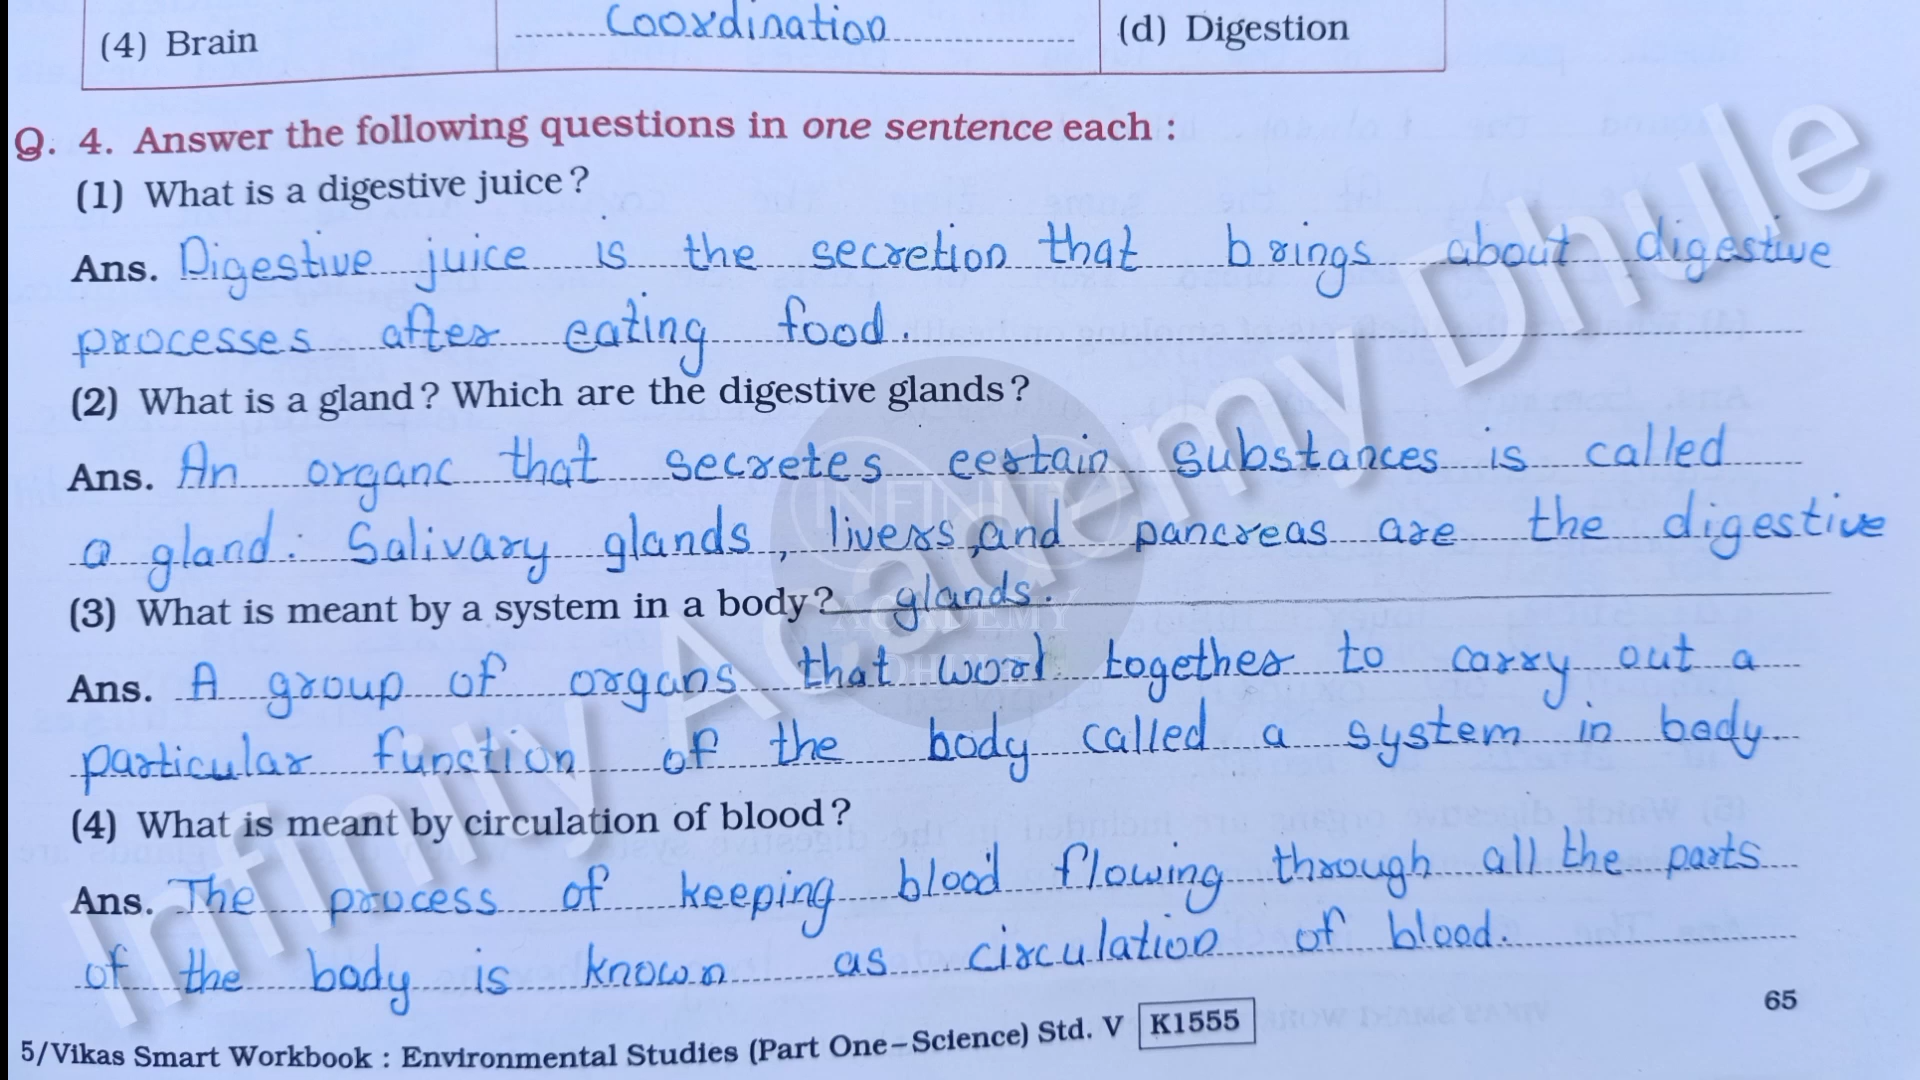 (4) Brain coordination (d) Digestion
Q. 4. Answer the following questions in one sentence each :
(1) What is a digestive juice?
Ans. Digestive juice is the secretion that brings about digestive
processes after eating food.
(2) What is a gland? Which are the digestive glands?
Ans. An organc that secretes certain substances is called
a gland. Salivary glands, livers, and pancreas are the digestive
(3) What is meant by a system in a body? glands.
Ans. A group of organs that work together to carry out a
particular function of the body called a system in body
(4) What is meant by circulation of blood?
Ans. The process of keeping blood flowing through all the parts
of the body is known as circulation of blood.
65
5/Vikas Smart Workbook : Environmental Studies (Part One–Science) Std. V K1555
Infinity Academy Dhule
INFINITY
ACADEMY
DHULE